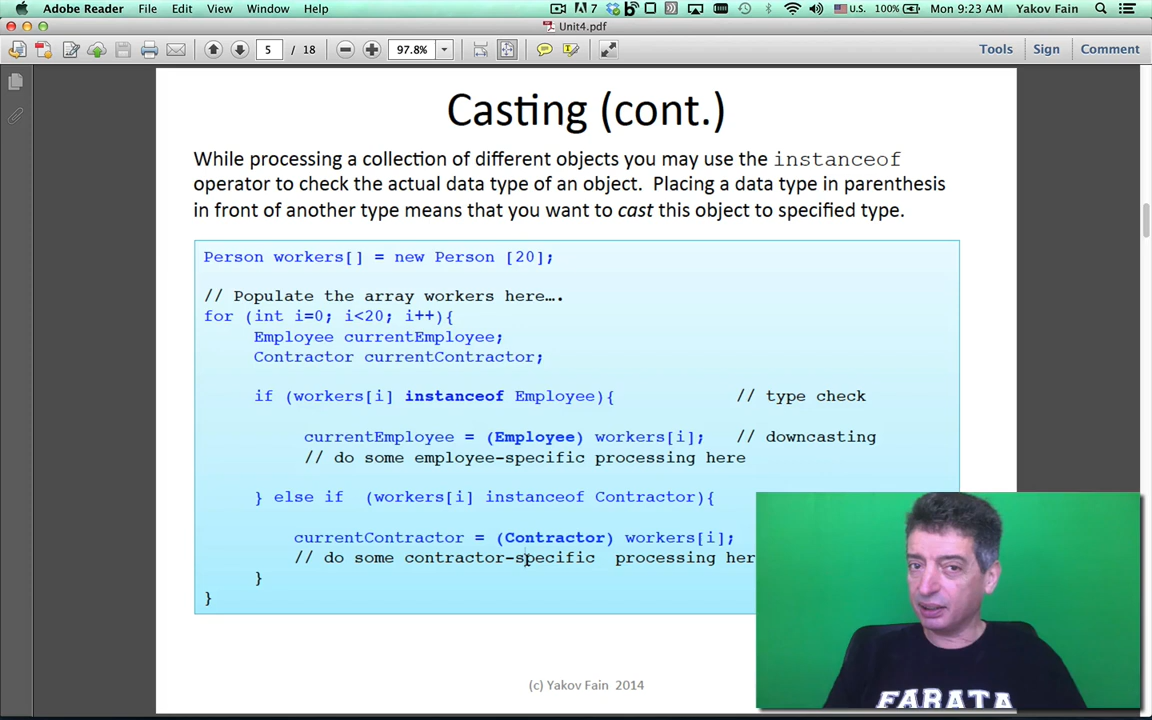 Adobe Reader File Edit View Window Help 7 U.S. 100% Mon 9:23 AM Yakov Fain
Unit4.pdf
5 / 18 97.8% Tools Sign Comment
Casting (cont.)
While processing a collection of different objects you may use the instanceof
operator to check the actual data type of an object. Placing a data type in parenthesis
in front of another type means that you want to cast this object to specified type.
Person workers[] = new Person [20];
// Populate the array workers here….
for (int i=0; i<20; i++){
Employee currentEmployee;
Contractor currentContractor;
if (workers[i] instanceof Employee){ // type check
currentEmployee = (Employee) workers[i]; // downcasting
// do some employee-specific processing here
} else if (workers[i] instanceof Contractor){
currentContractor = (Contractor) workers[i];
// do some contractor-specific processing her
}
}
(c) Yakov Fain 2014
FARATA